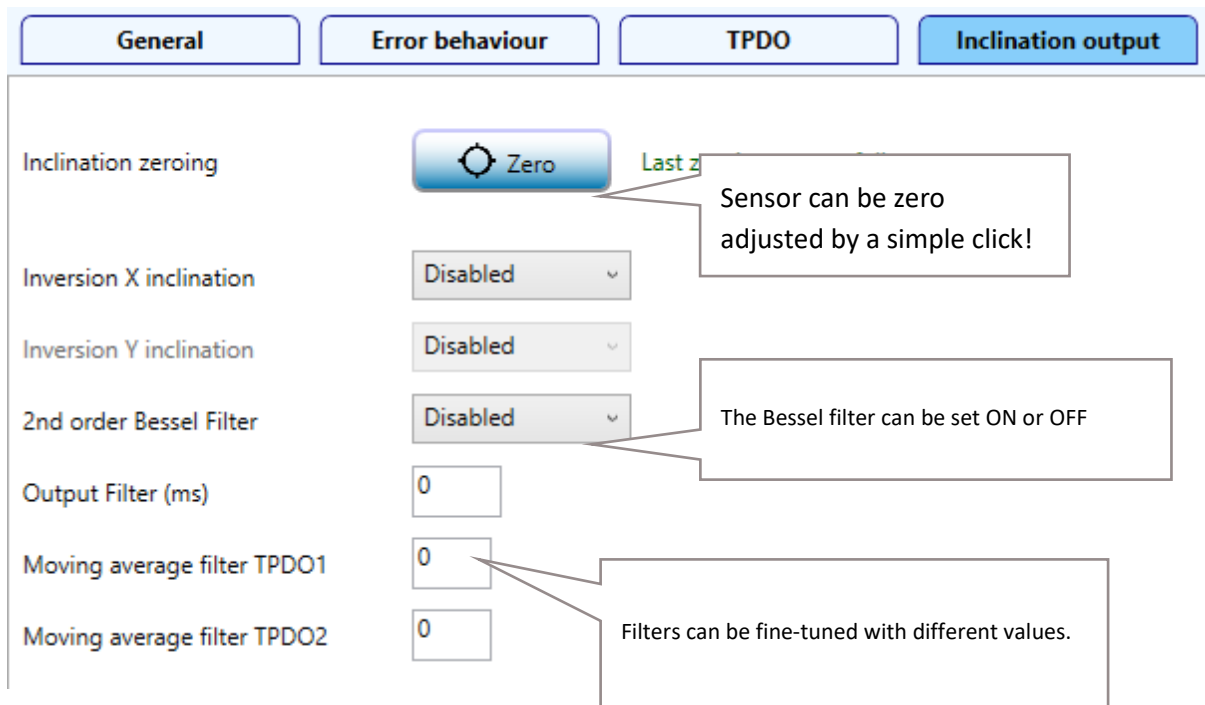 General Error behaviour TPDO Inclination output
Inclination zeroing Zero Last
Sensor can be zero
adjusted by a simple click!
Inversion X inclination Disabled
Inversion Y inclination Disabled
2nd order Bessel Filter Disabled
The Bessel filter can be set ON or OFF
Output Filter (ms) 0
Moving average filter TPDO1 0
Moving average filter TPDO2 0
Filters can be fine-tuned with different values.